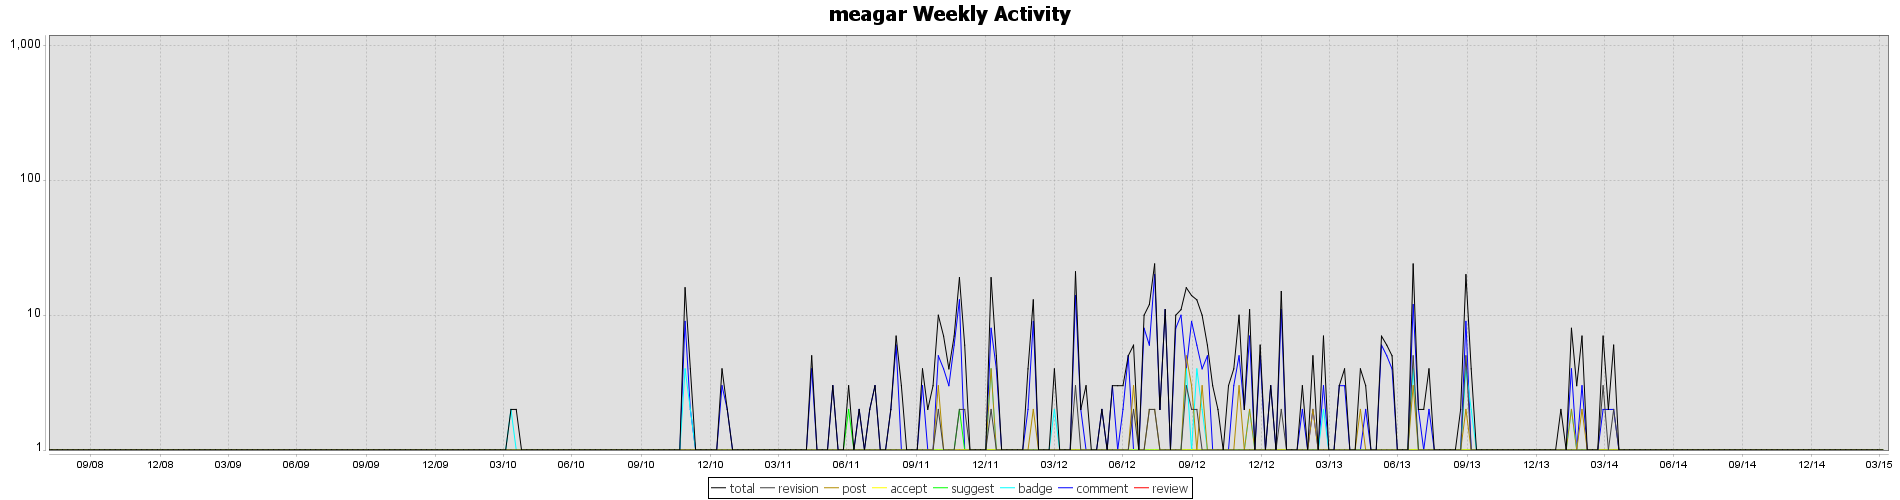 meagar Weekly Activity
1,000
100
10
1
09/08 12/08 03/09 06/09 09/09 12/09 03/10 06/10 09/10 12/10 03/11 06/11 09/11 12/11 03/12 06/12 09/12 12/12 03/13 06/13 09/13 12/13 03/14 06/14 09/14 12/14 03/15
total revision post accept suggest badge comment review